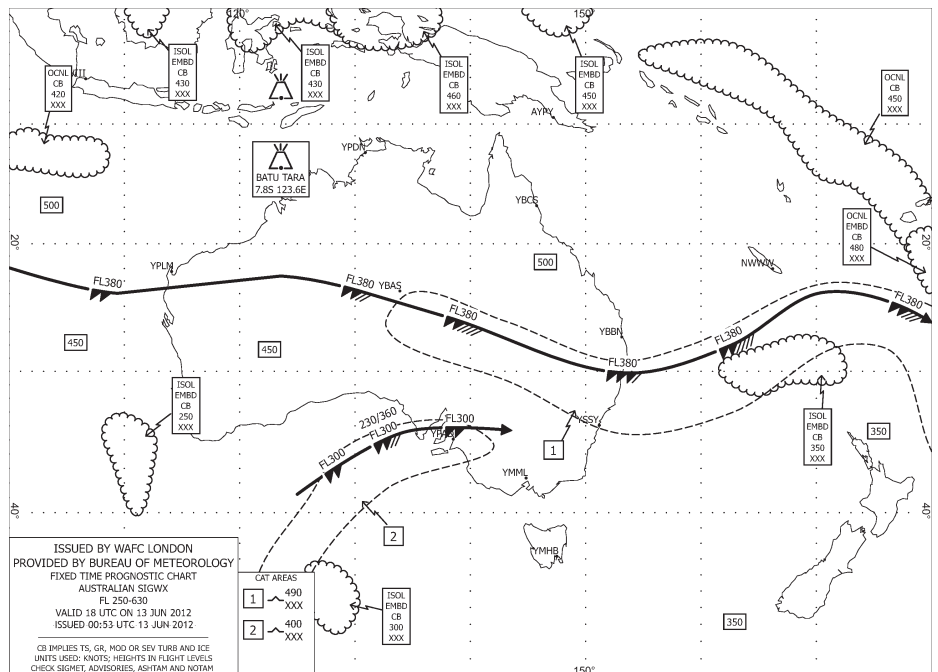 120°
150°
ISOL
EMBD
CB
430
XXX
ISOL
EMBD
CB
430
XXX
ISOL
EMBD
CB
460
XXX
ISOL
EMBD
CB
450
XXX
OCNL
CB
420
XXX
OCNL
CB
450
XXX
AYPY
YPDN
BATU TARA
7.8S 123.6E
500
YBCS
OCNL
EMBD
CB
480
XXX
20°
20°
500
NWWW
YPLM
FL380
FL380
YBAS
FL380
FL380
YBBN
FL380
FL380
450
450
ISOL
EMBD
CB
250
XXX
230/360
FL300
FL300
FL300
YSSY
1
ISOL
EMBD
CB
350
XXX
350
YMML
40°
40°
2
YMHB
ISSUED BY WAFC LONDON
PROVIDED BY BUREAU OF METEOROLOGY
FIXED TIME PROGNOSTIC CHART
AUSTRALIAN SIGWX
FL 250-630
VALID 18 UTC ON 13 JUN 2012
ISSUED 00:53 UTC 13 JUN 2012
CB IMPLIES TS, GR, MOD OR SEV TURB AND ICE
UNITS USED: KNOTS; HEIGHTS IN FLIGHT LEVELS
CHECK SIGMET, ADVISORIES, ASHTAM AND NOTAM
CAT AREAS
1 490
XXX
2 400
XXX
ISOL
EMBD
CB
300
XXX
350
150°